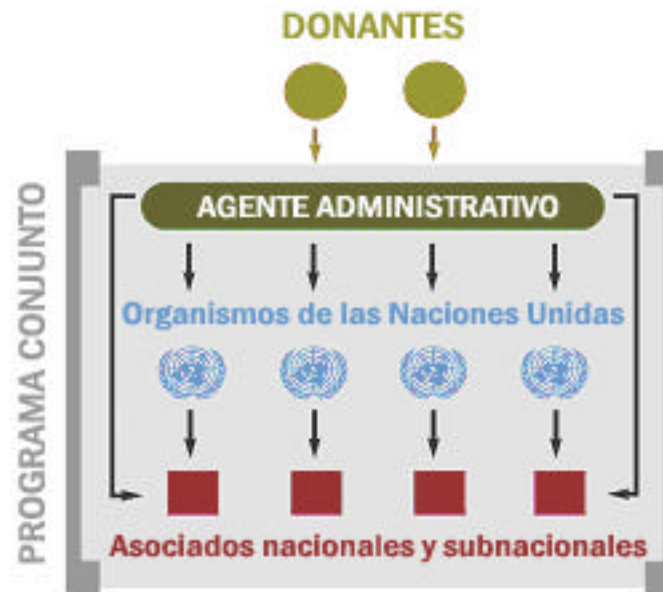 DONANTES
PROGRAMA CONJUNTO
AGENTE ADMINISTRATIVO
Organismos de las Naciones Unidas
Asociados nacionales y subnacionales